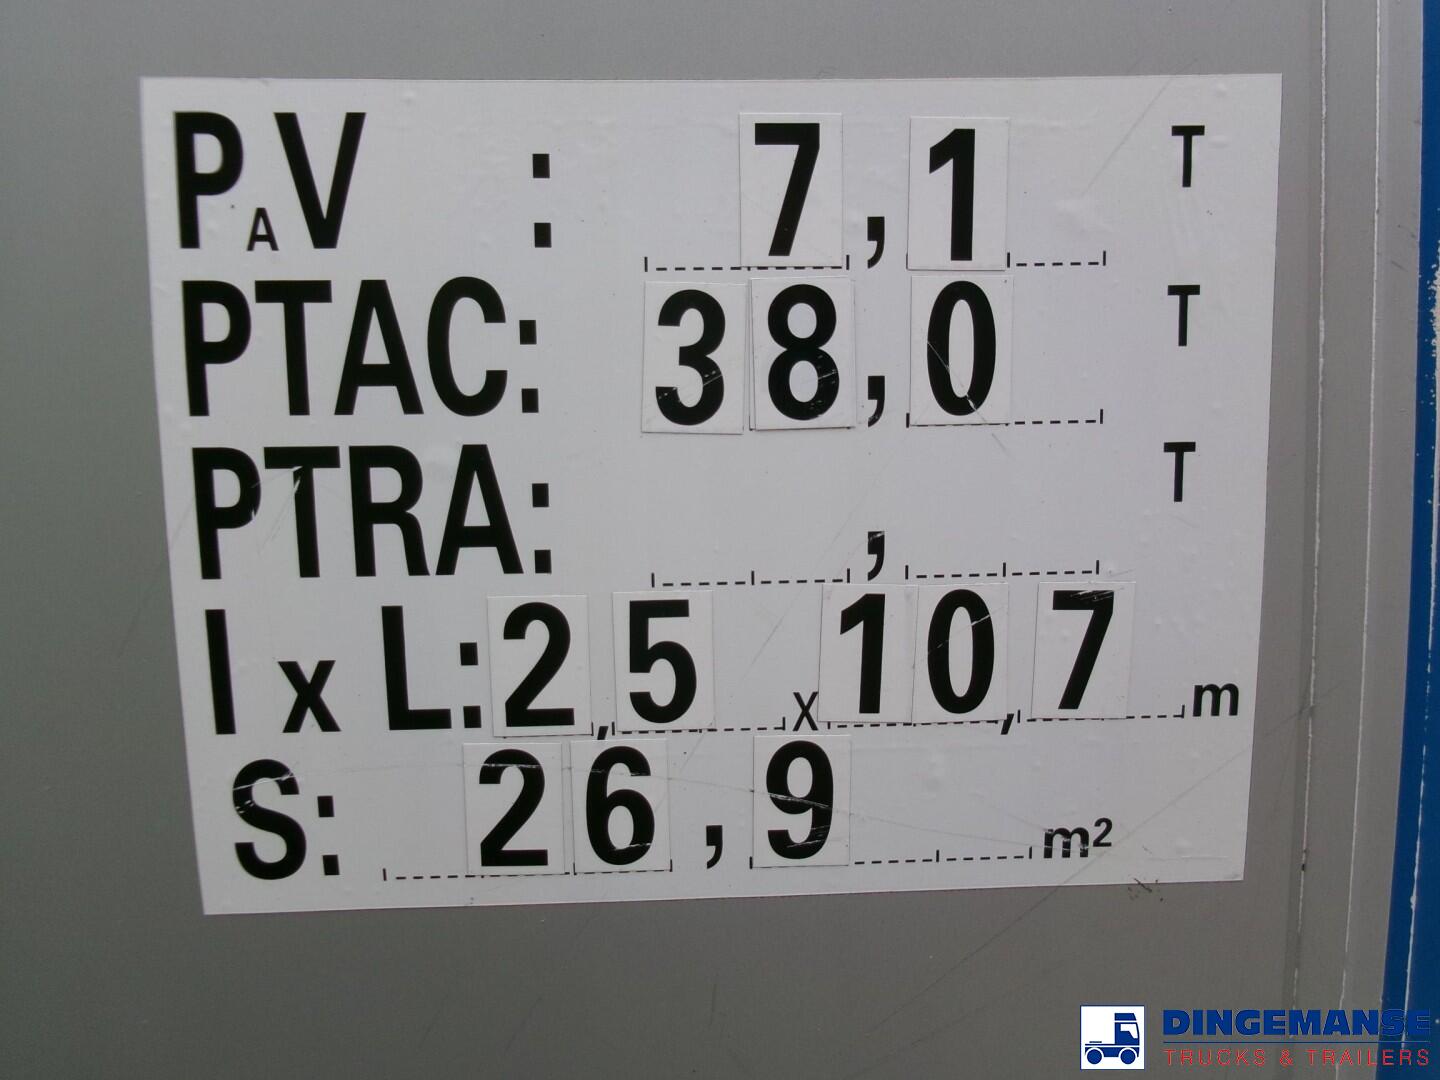 PAV : 7,1 T
PTAC: 38,0 T
PTRA: , T
I x L: 2,5 x 10,7 m
S: 26,9 m²
DINGEMANSE
TRUCKS & TRAILERS